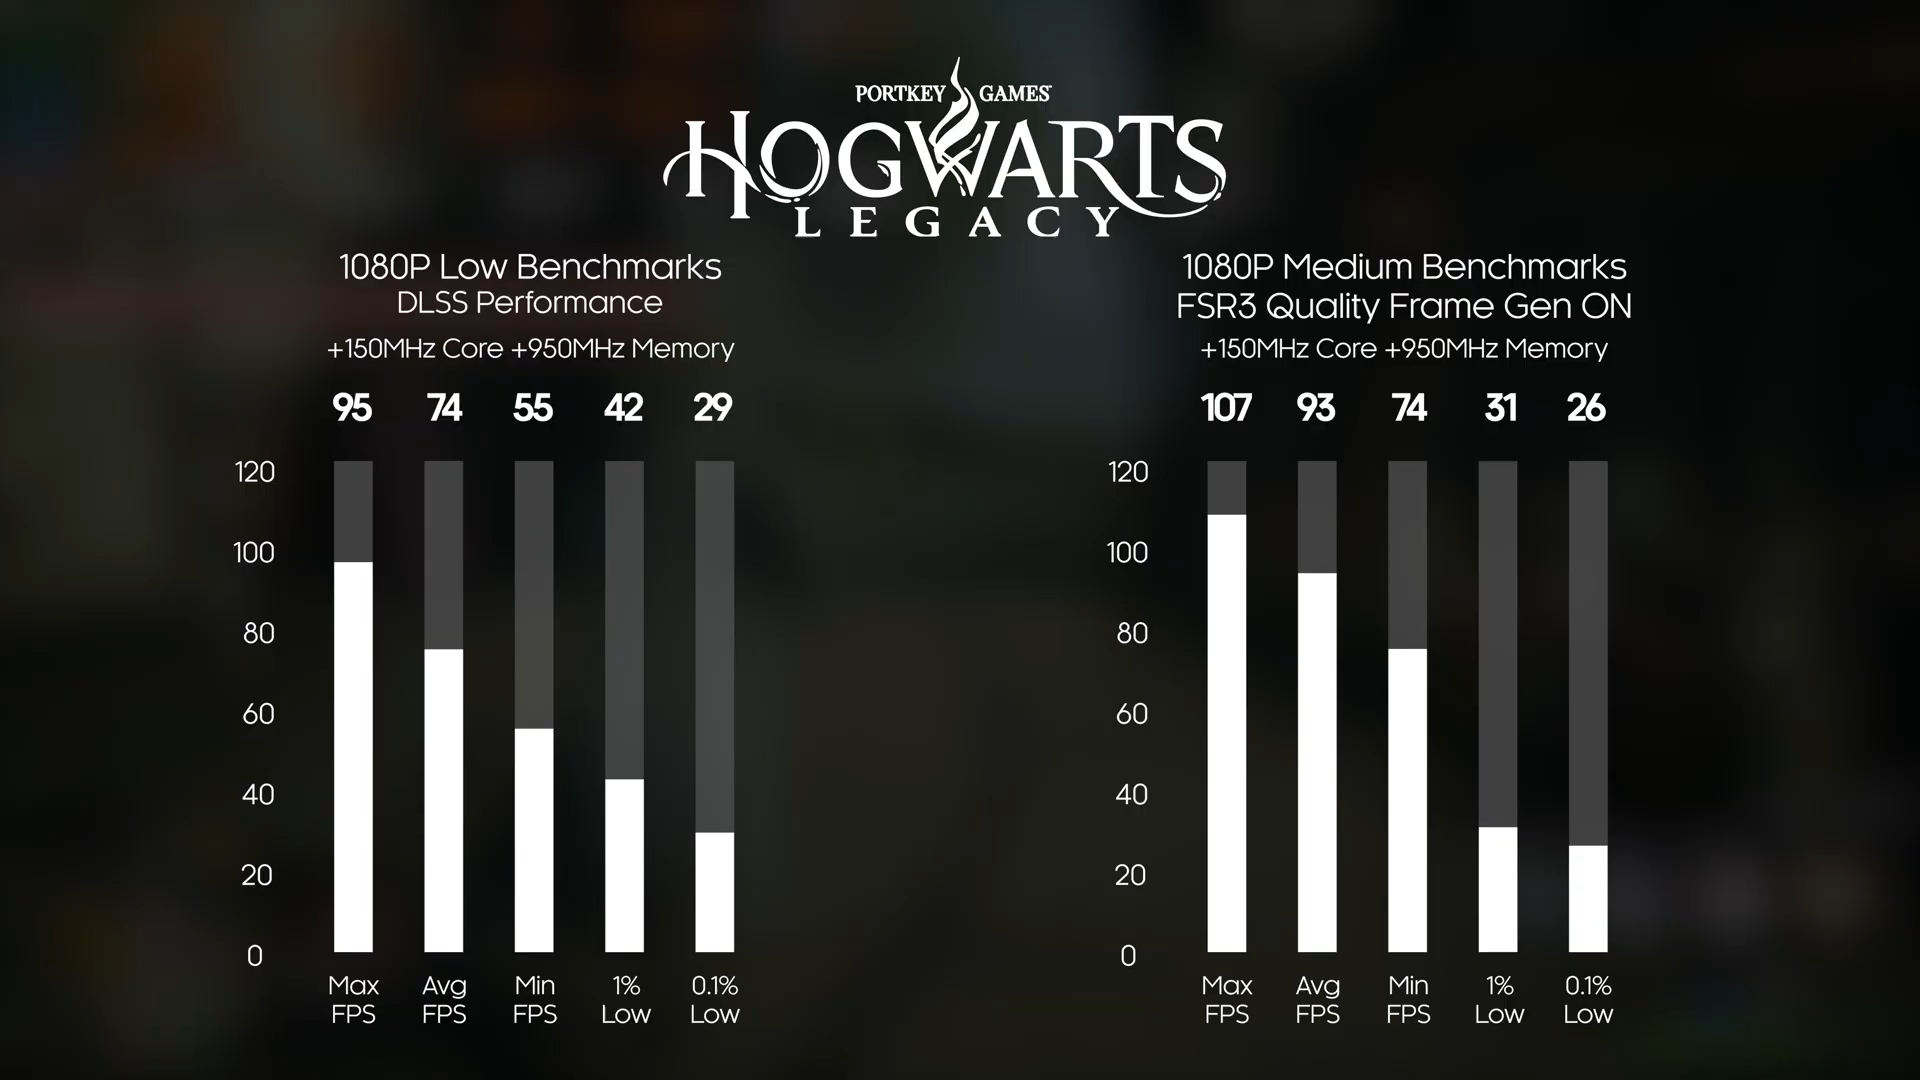 PORTKEY GAMES
HOGWARTS
LEGACY
1080P Low Benchmarks
DLSS Performance
+150MHz Core +950MHz Memory
95 74 55 42 29
120
100
80
60
40
20
0
Max FPS
Avg FPS
Min FPS
1% Low
0.1% Low
1080P Medium Benchmarks
FSR3 Quality Frame Gen ON
+150MHz Core +950MHz Memory
107 93 74 31 26
120
100
80
60
40
20
0
Max FPS
Avg FPS
Min FPS
1% Low
0.1% Low